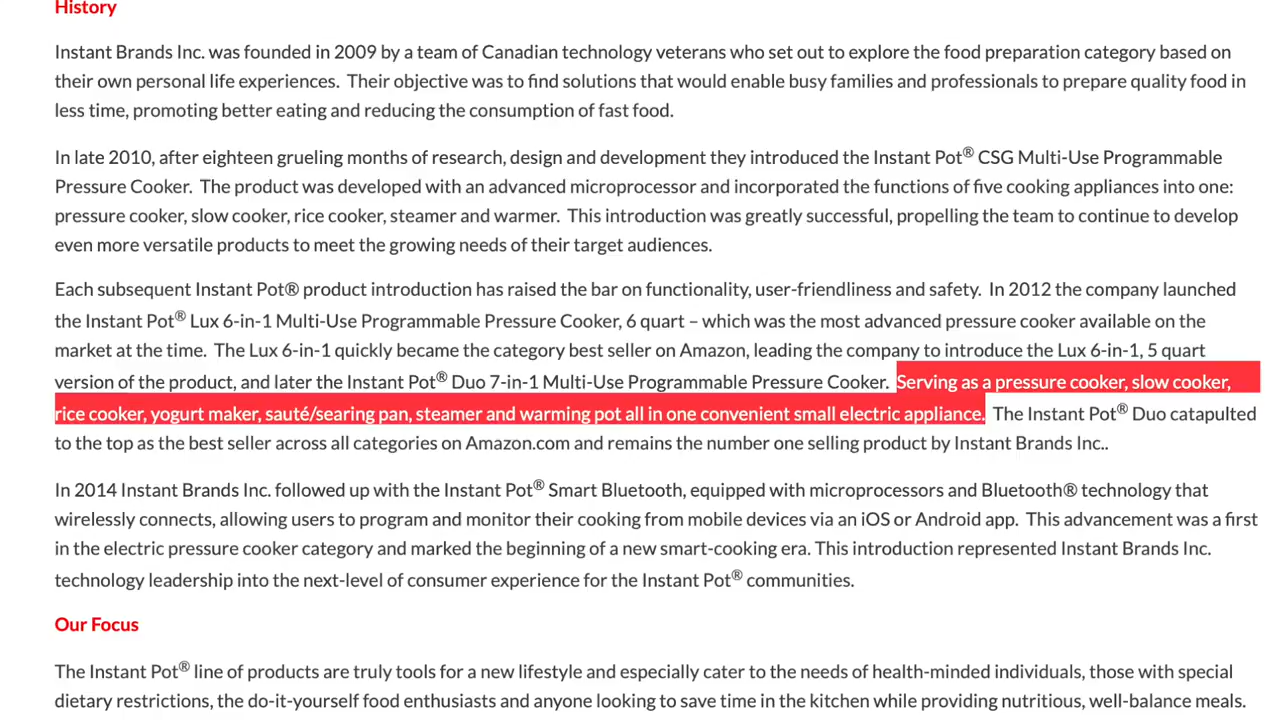 History
Instant Brands Inc. was founded in 2009 by a team of Canadian technology veterans who set out to explore the food preparation category based on
their own personal life experiences. Their objective was to find solutions that would enable busy families and professionals to prepare quality food in
less time, promoting better eating and reducing the consumption of fast food.
In late 2010, after eighteen grueling months of research, design and development they introduced the Instant Pot® CSG Multi-Use Programmable
Pressure Cooker. The product was developed with an advanced microprocessor and incorporated the functions of five cooking appliances into one:
pressure cooker, slow cooker, rice cooker, steamer and warmer. This introduction was greatly successful, propelling the team to continue to develop
even more versatile products to meet the growing needs of their target audiences.
Each subsequent Instant Pot® product introduction has raised the bar on functionality, user-friendliness and safety. In 2012 the company launched
the Instant Pot® Lux 6-in-1 Multi-Use Programmable Pressure Cooker, 6 quart – which was the most advanced pressure cooker available on the
market at the time. The Lux 6-in-1 quickly became the category best seller on Amazon, leading the company to introduce the Lux 6-in-1, 5 quart
version of the product, and later the Instant Pot® Duo 7-in-1 Multi-Use Programmable Pressure Cooker. Serving as a pressure cooker, slow cooker,
rice cooker, yogurt maker, sauté/searing pan, steamer and warming pot all in one convenient small electric appliance. The Instant Pot® Duo catapulted
to the top as the best seller across all categories on Amazon.com and remains the number one selling product by Instant Brands Inc..
In 2014 Instant Brands Inc. followed up with the Instant Pot® Smart Bluetooth, equipped with microprocessors and Bluetooth® technology that
wirelessly connects, allowing users to program and monitor their cooking from mobile devices via an iOS or Android app. This advancement was a first
in the electric pressure cooker category and marked the beginning of a new smart-cooking era. This introduction represented Instant Brands Inc.
technology leadership into the next-level of consumer experience for the Instant Pot® communities.
Our Focus
The Instant Pot® line of products are truly tools for a new lifestyle and especially cater to the needs of health-minded individuals, those with special
dietary restrictions, the do-it-yourself food enthusiasts and anyone looking to save time in the kitchen while providing nutritious, well-balance meals.